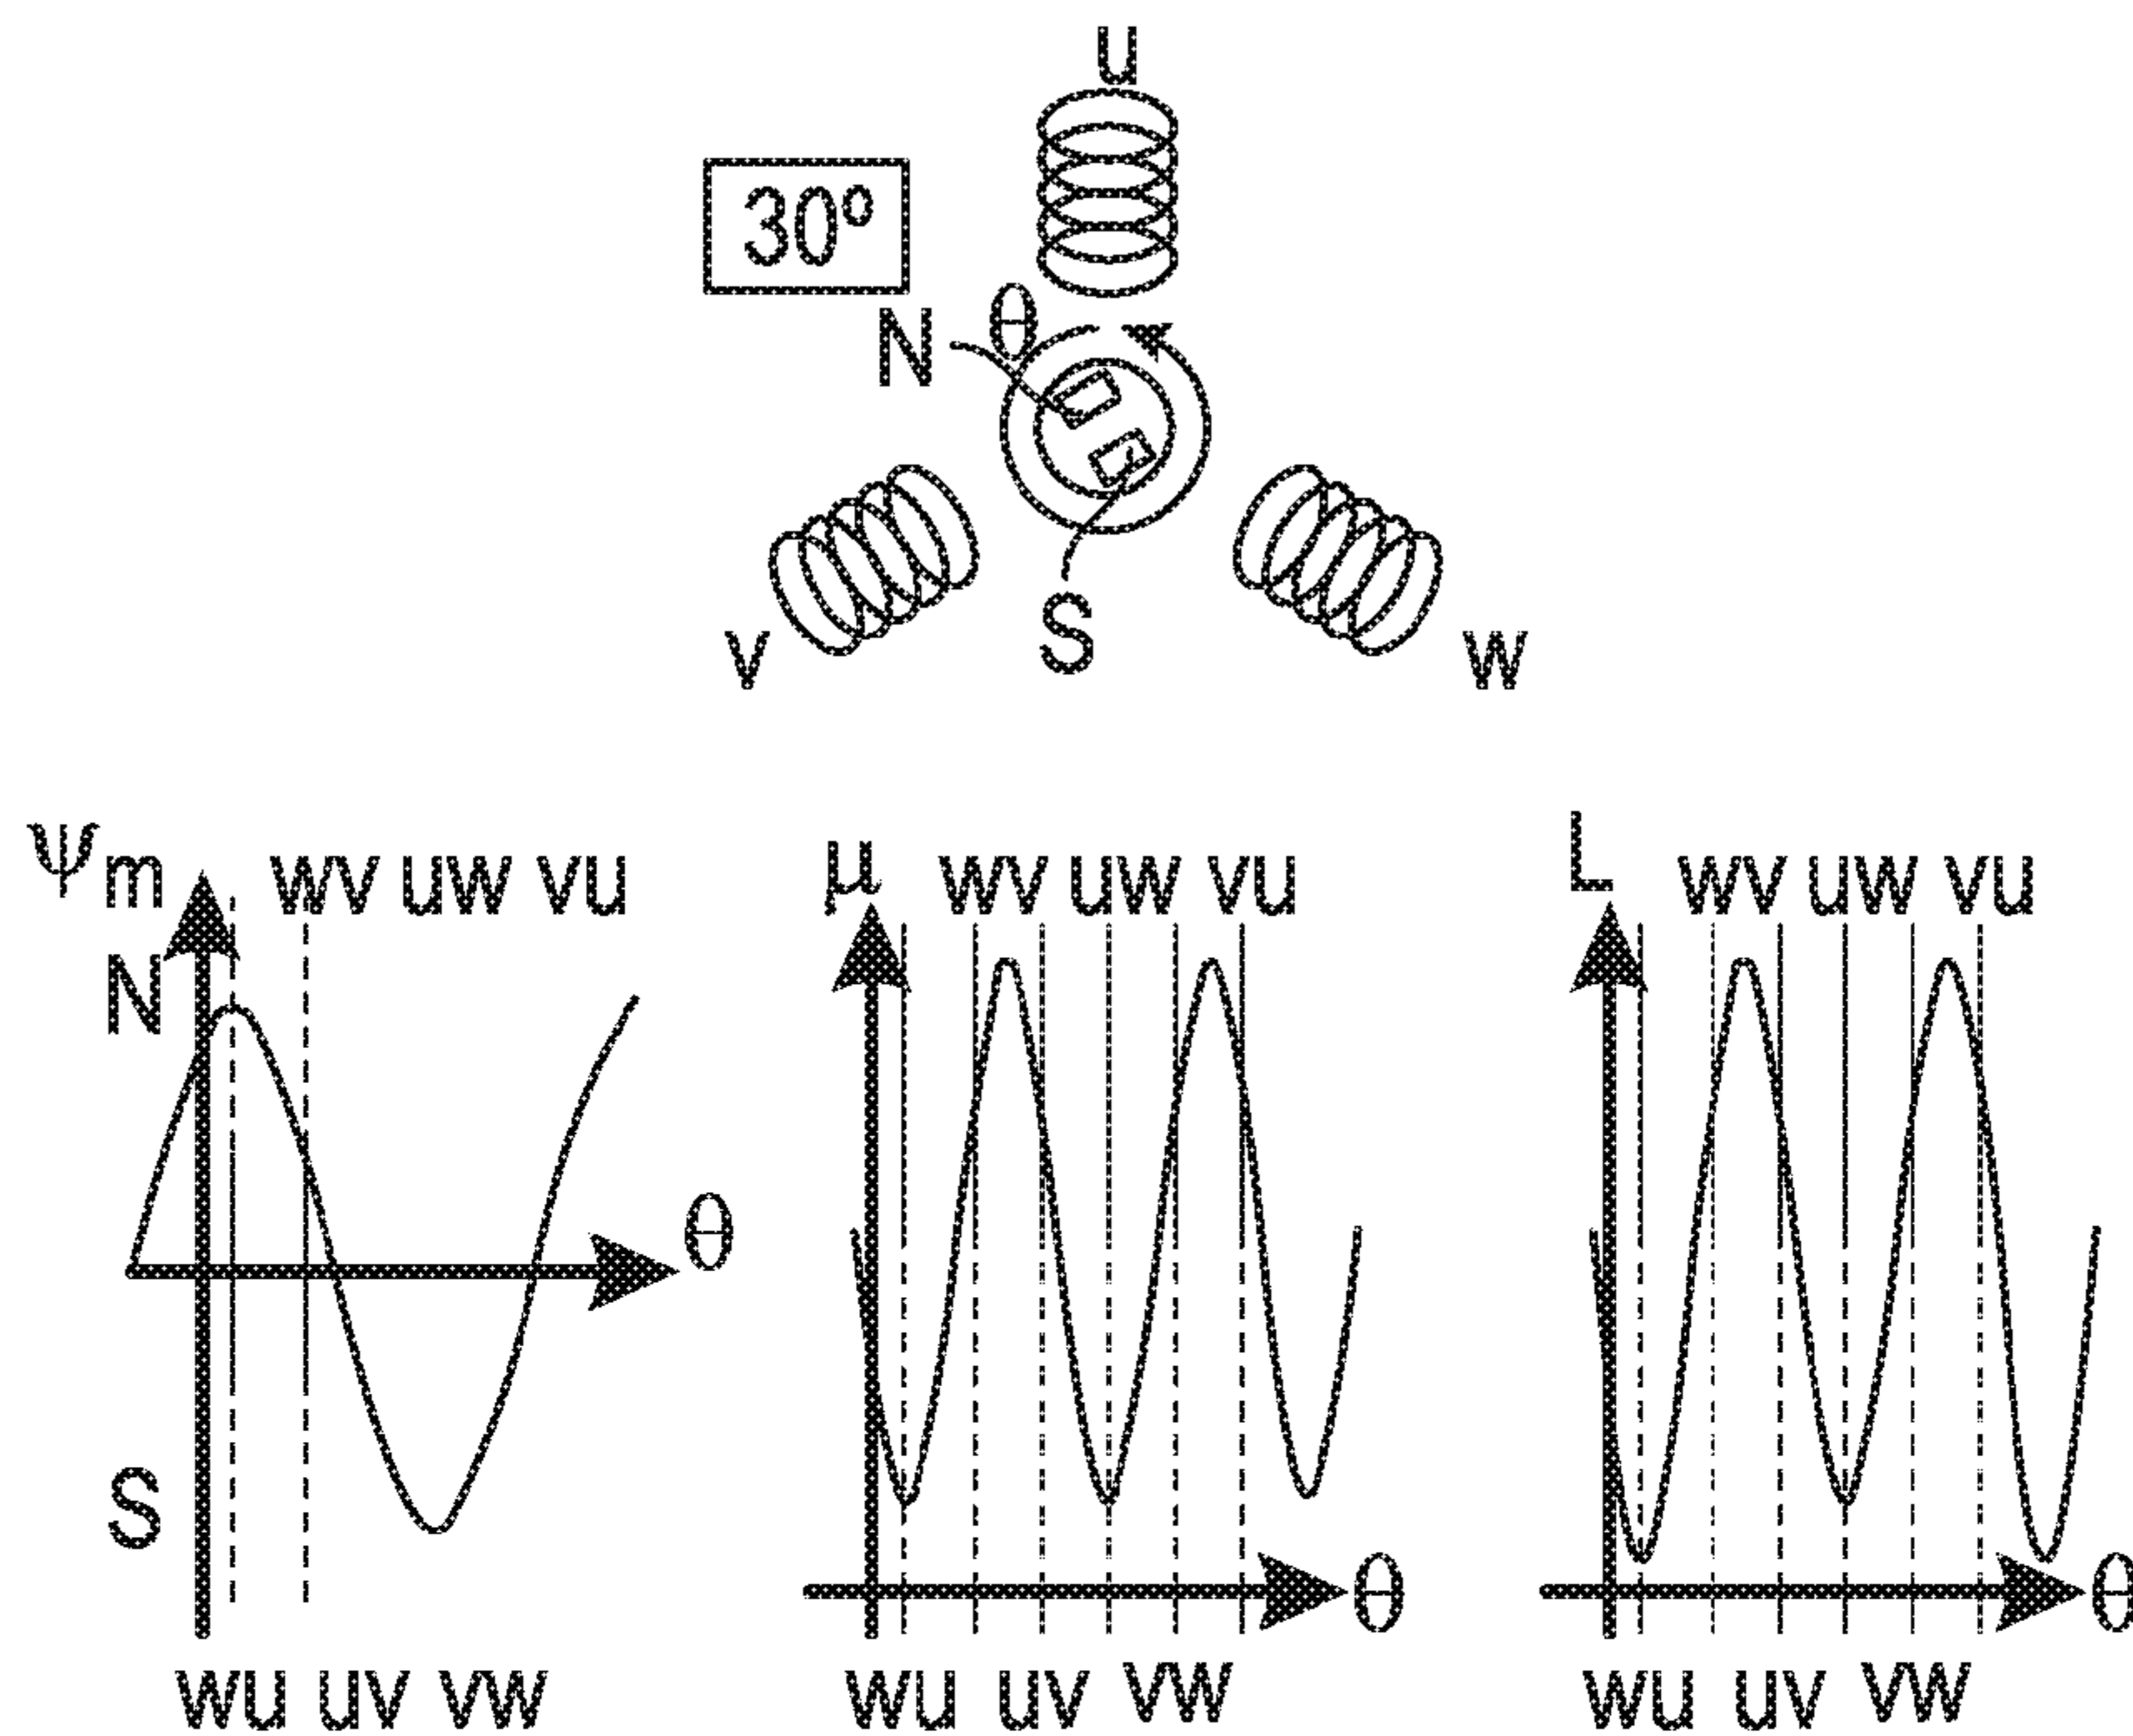 u
30º
N θ
v S w
ψm wv uw vu
N
θ
S
wu uv vw
μ wv uw vu
θ
wu uv vw
L wv uw vu
θ
wu uv vw